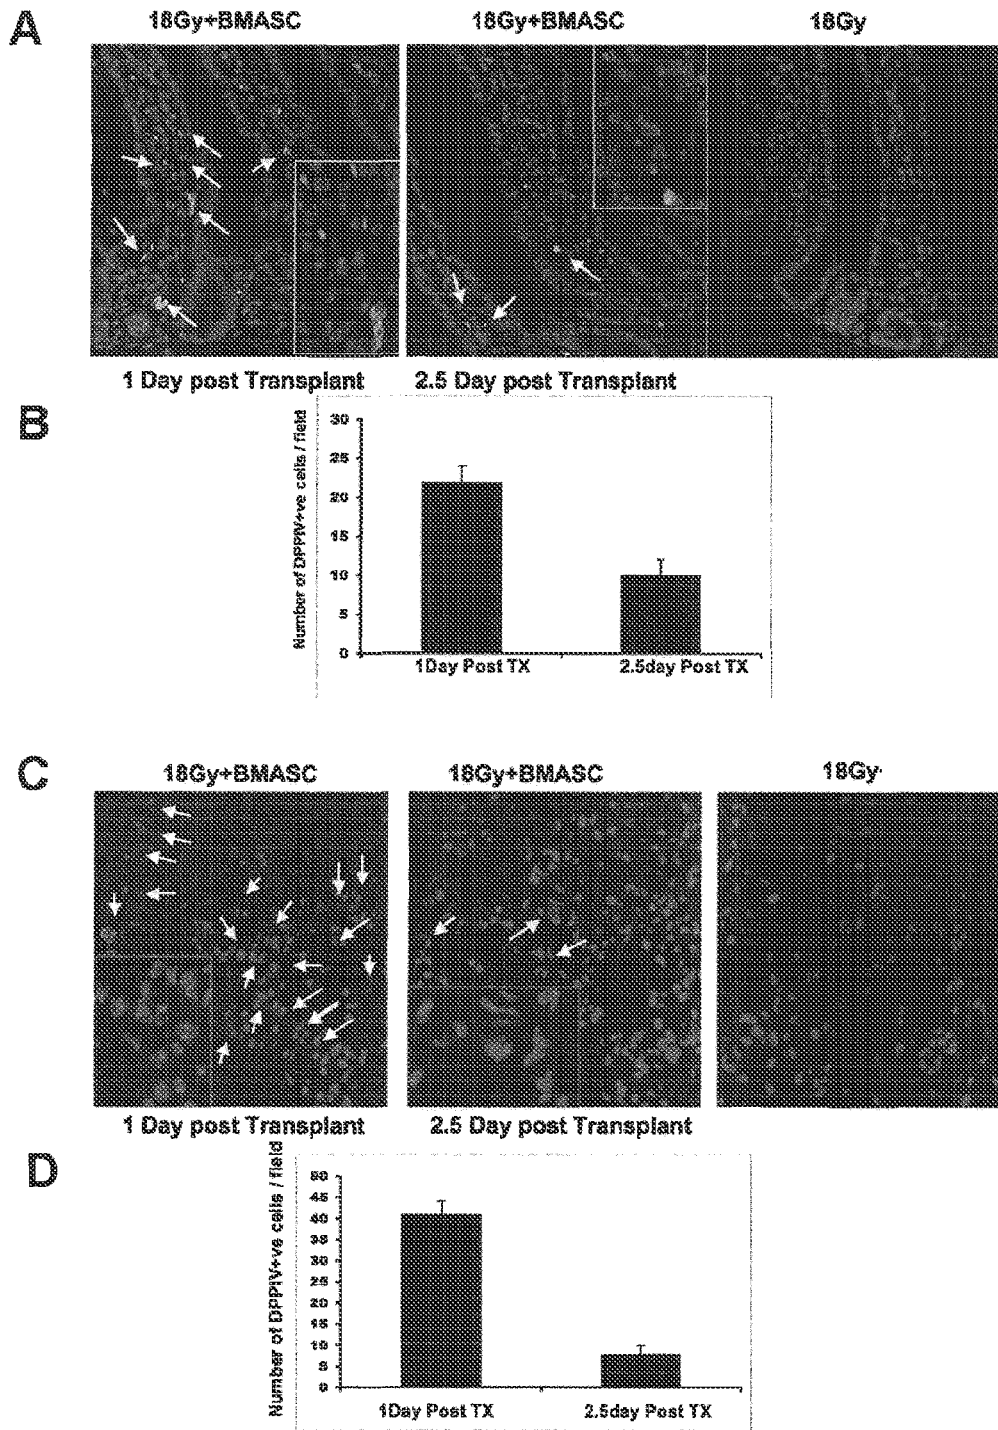 A
18Gy+BMASC
18Gy+BMASC
18Gy
1 Day post Transplant
2.5 Day post Transplant
B
Number of DPPIV+ve cells / field
30
25
20
15
10
5
0
1Day Post TX
2.5day Post TX
C
18Gy+BMASC
18Gy+BMASC
18Gy
1 Day post Transplant
2.5 Day post Transplant
D
Number of DPPIV+ve cells / field
50
45
40
35
30
25
20
15
10
5
0
1Day Post TX
2.5day Post TX